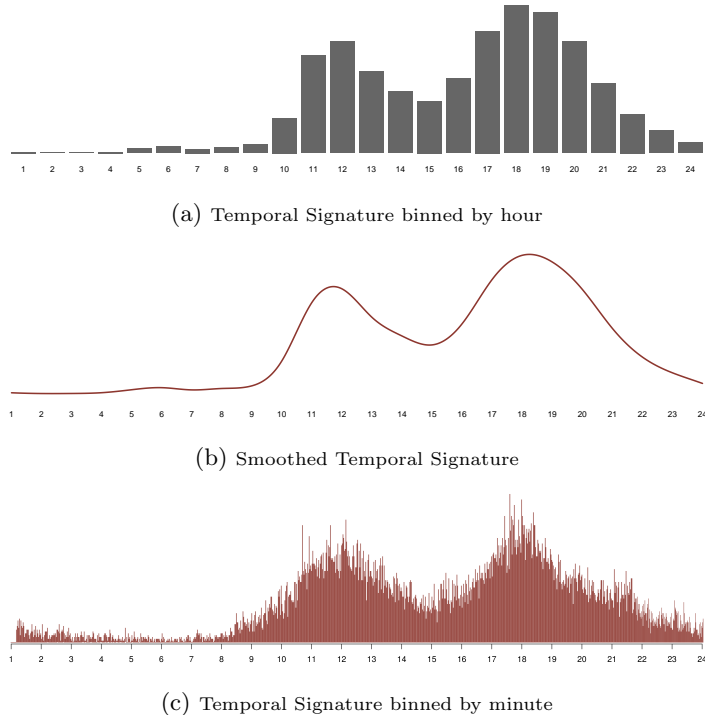 1 2 3 4 5 6 7 8 9 10 11 12 13 14 15 16 17 18 19 20 21 22 23 24
(a) Temporal Signature binned by hour
1 2 3 4 5 6 7 8 9 10 11 12 13 14 15 16 17 18 19 20 21 22 23 24
(b) Smoothed Temporal Signature
1 2 3 4 5 6 7 8 9 10 11 12 13 14 15 16 17 18 19 20 21 22 23 24
(c) Temporal Signature binned by minute